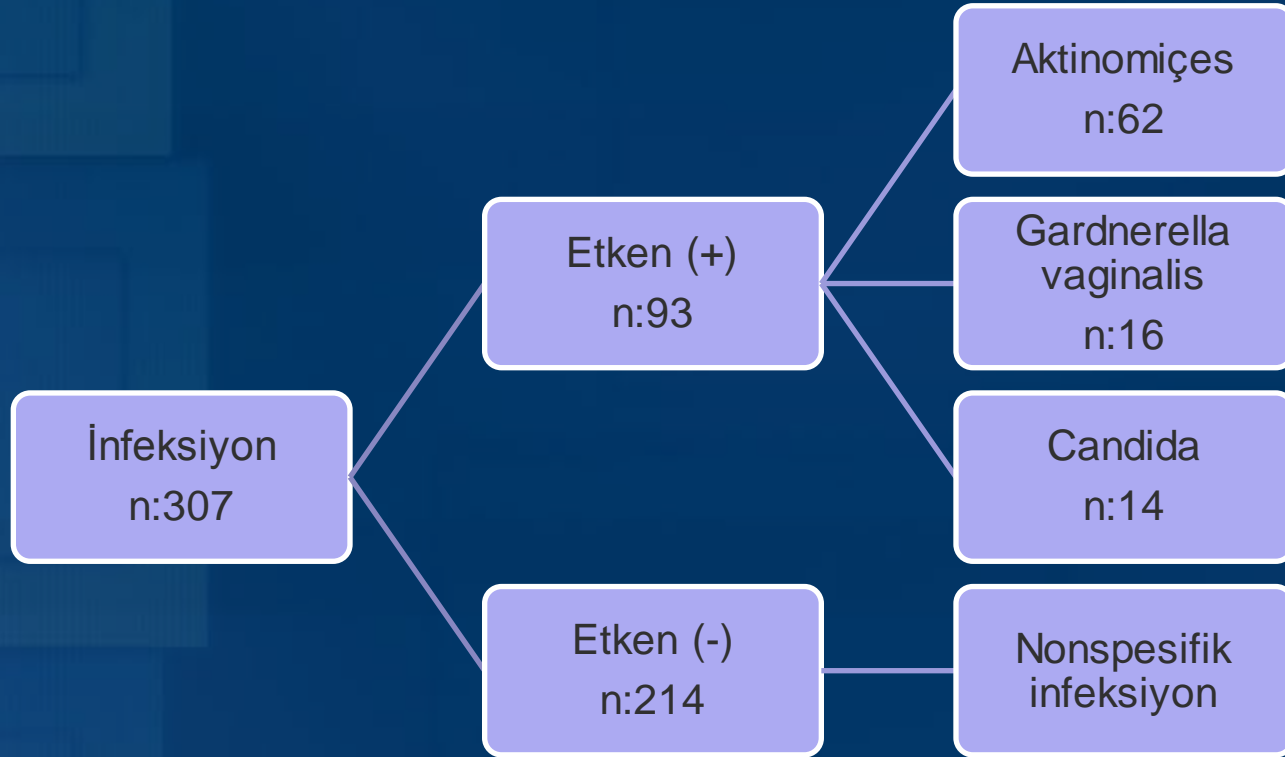 İnfeksiyon
n:307
Etken (+)
n:93
Aktinomiçes
n:62
Gardnerella
vaginalis
n:16
Candida
n:14
Etken (-)
n:214
Nonspesifik
infeksiyon